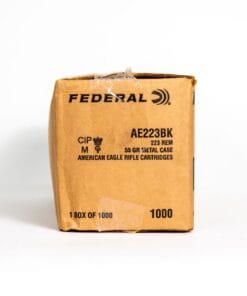 FEDERAL
AE223BK
223 REM
55 GR METAL CASE
AMERICAN EAGLE RIFLE CARTRIDGES
CIP
M
1 BOX OF 1000
1000